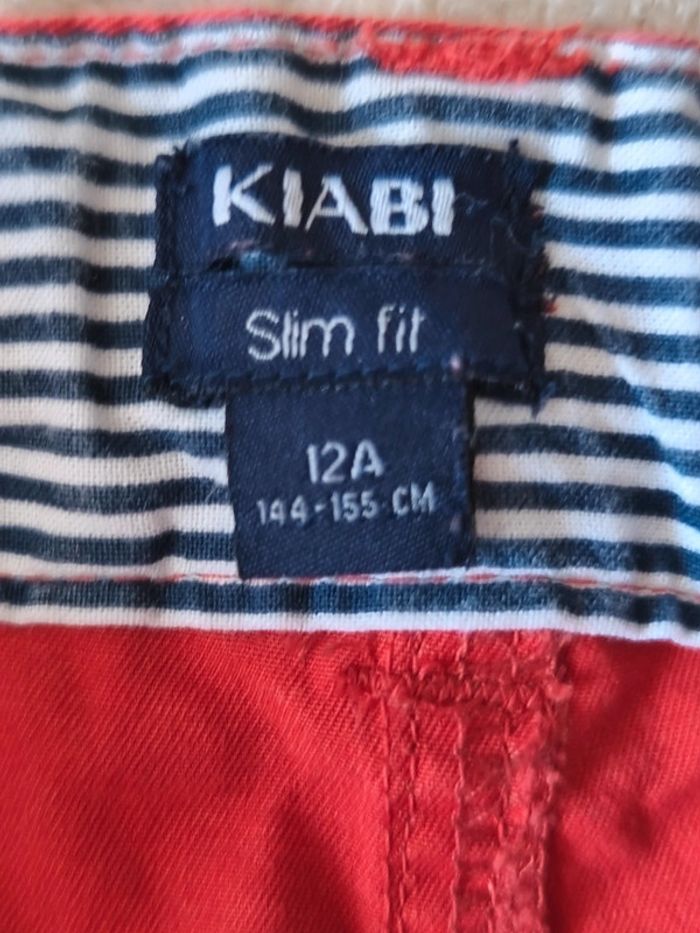 KIABI
Slim fit
12A
144-155 CM